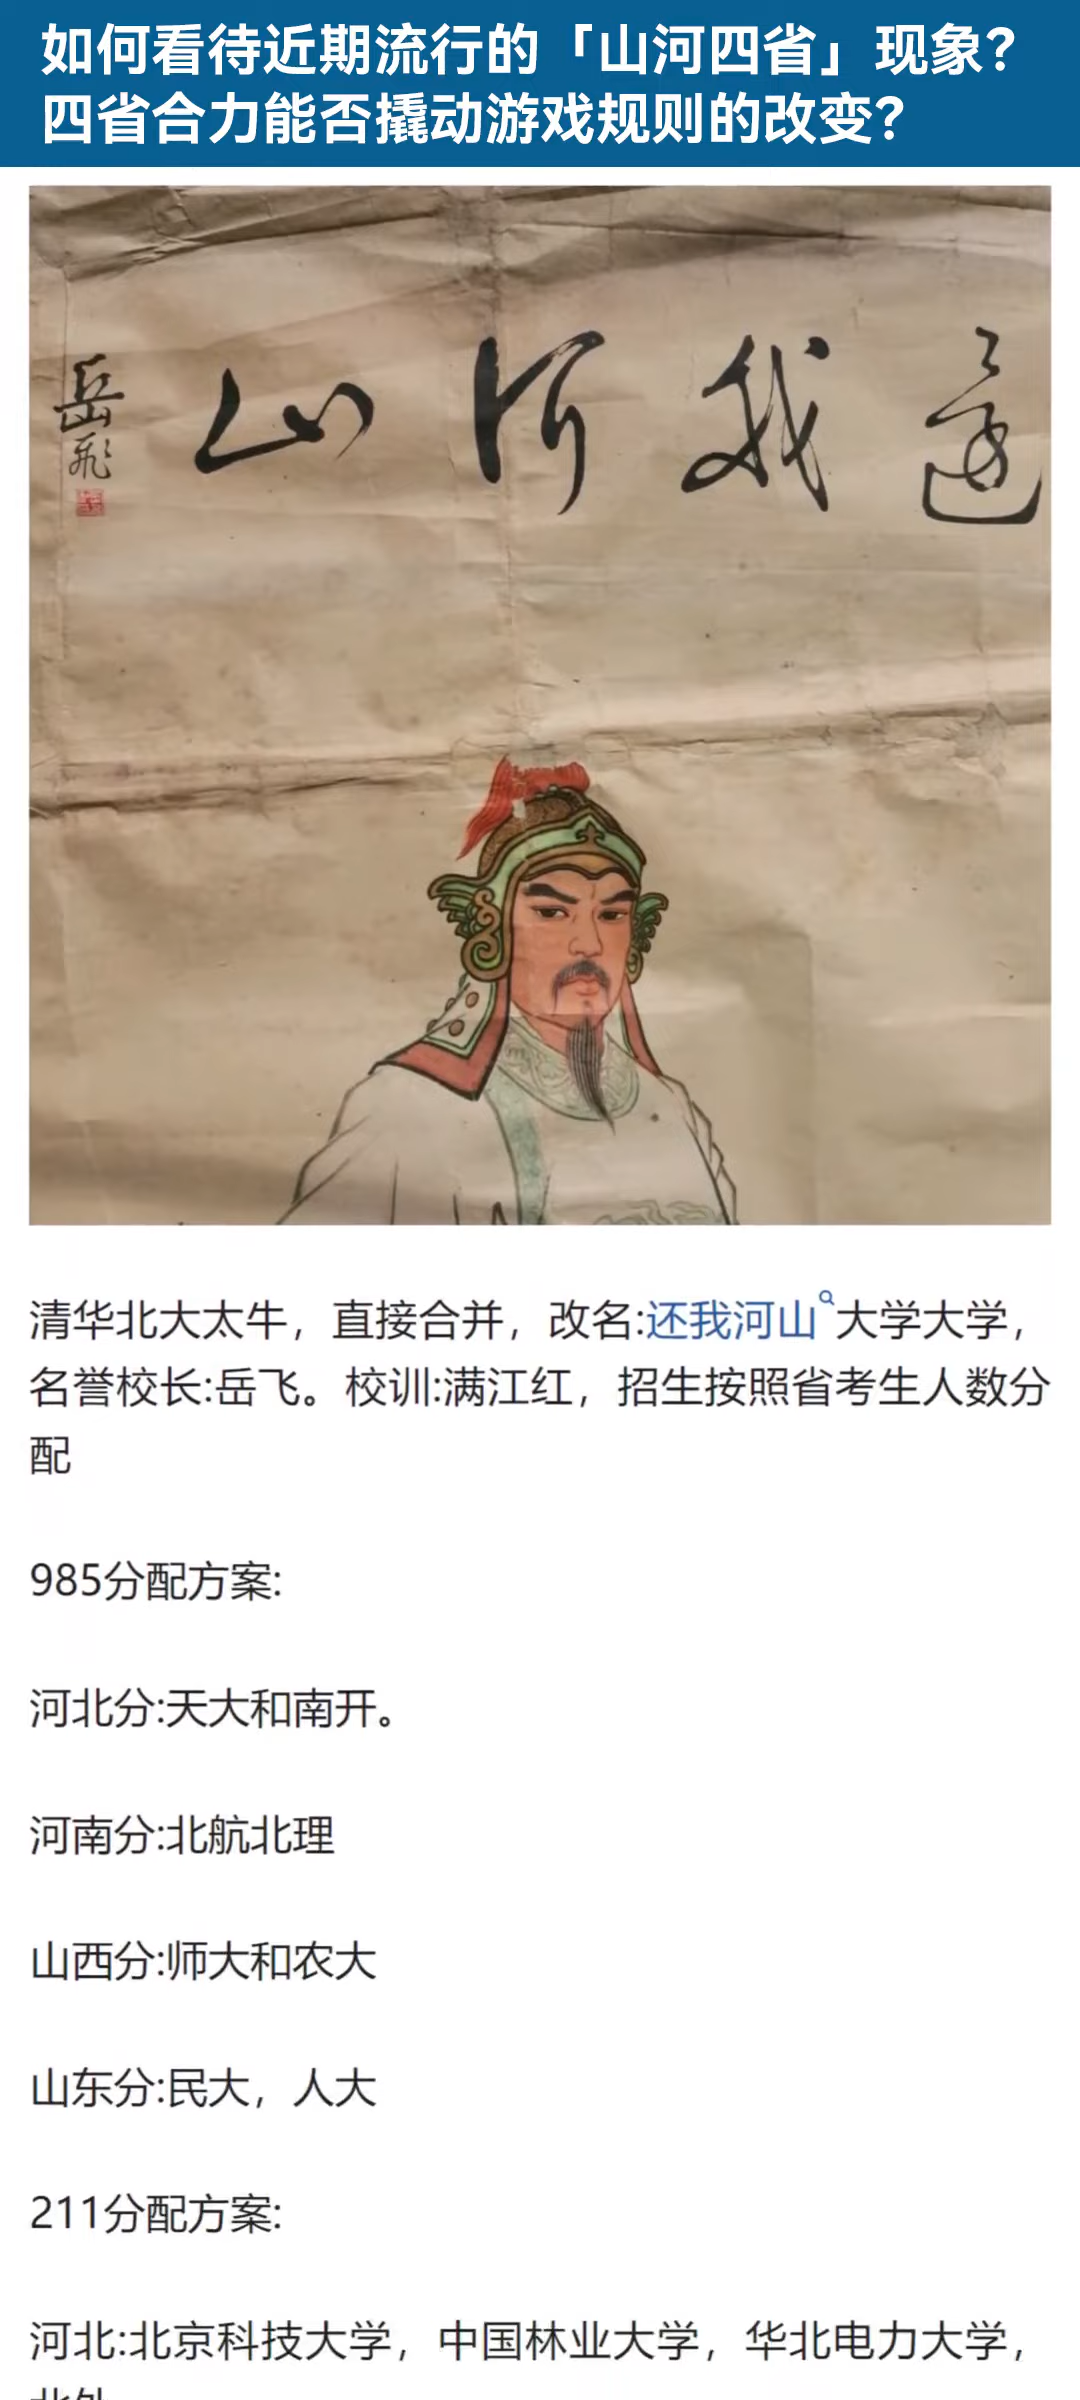 如何看待近期流行的「山河四省」现象?
四省合力能否撬动游戏规则的改变?
還我河山
岳飛
清华北大太牛，直接合并，改名:还我河山大学大学，
名誉校长:岳飞。校训:满江红，招生按照省考生人数分
配
985分配方案:
河北分:天大和南开。
河南分:北航北理
山西分:师大和农大
山东分:民大，人大
211分配方案:
河北:北京科技大学，中国林业大学，华北电力大学，